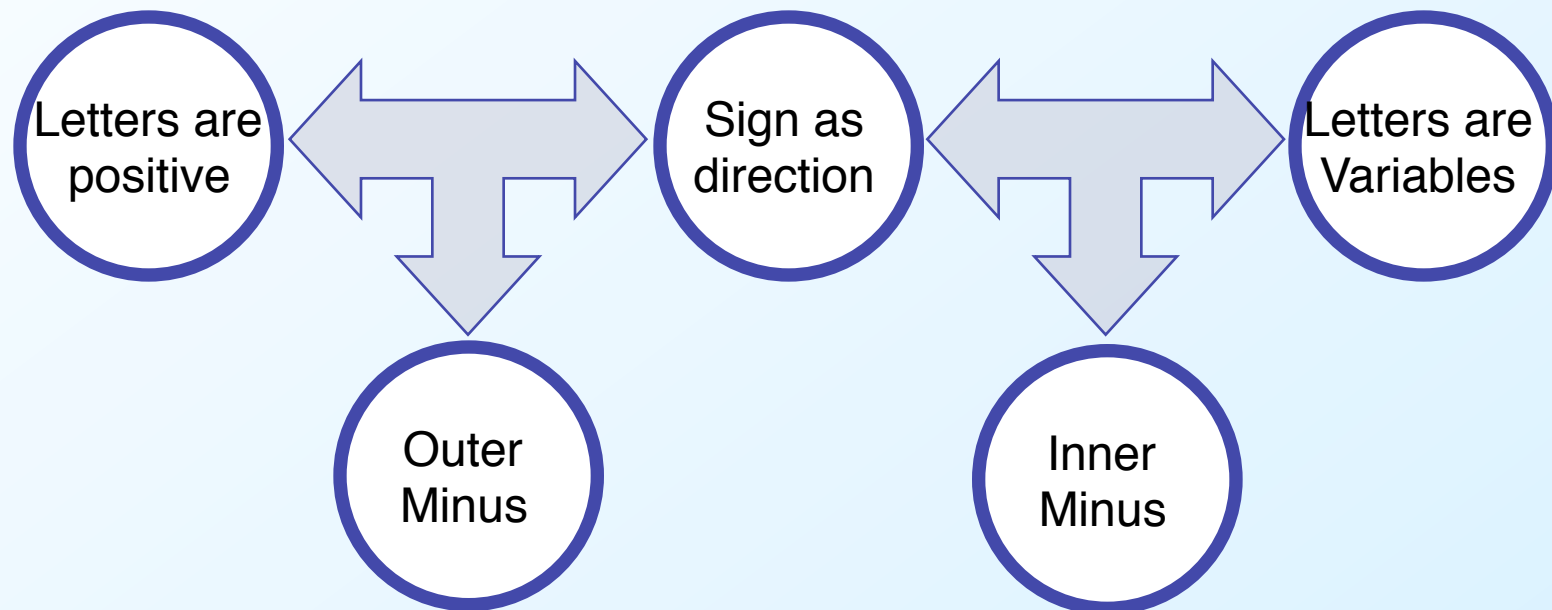 Letters are
positive
Sign as
direction
Letters are
Variables
Outer
Minus
Inner
Minus